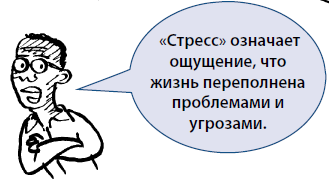 «Стресс» означает
ощущение, что
жизнь переполнена
проблемами и
угрозами.